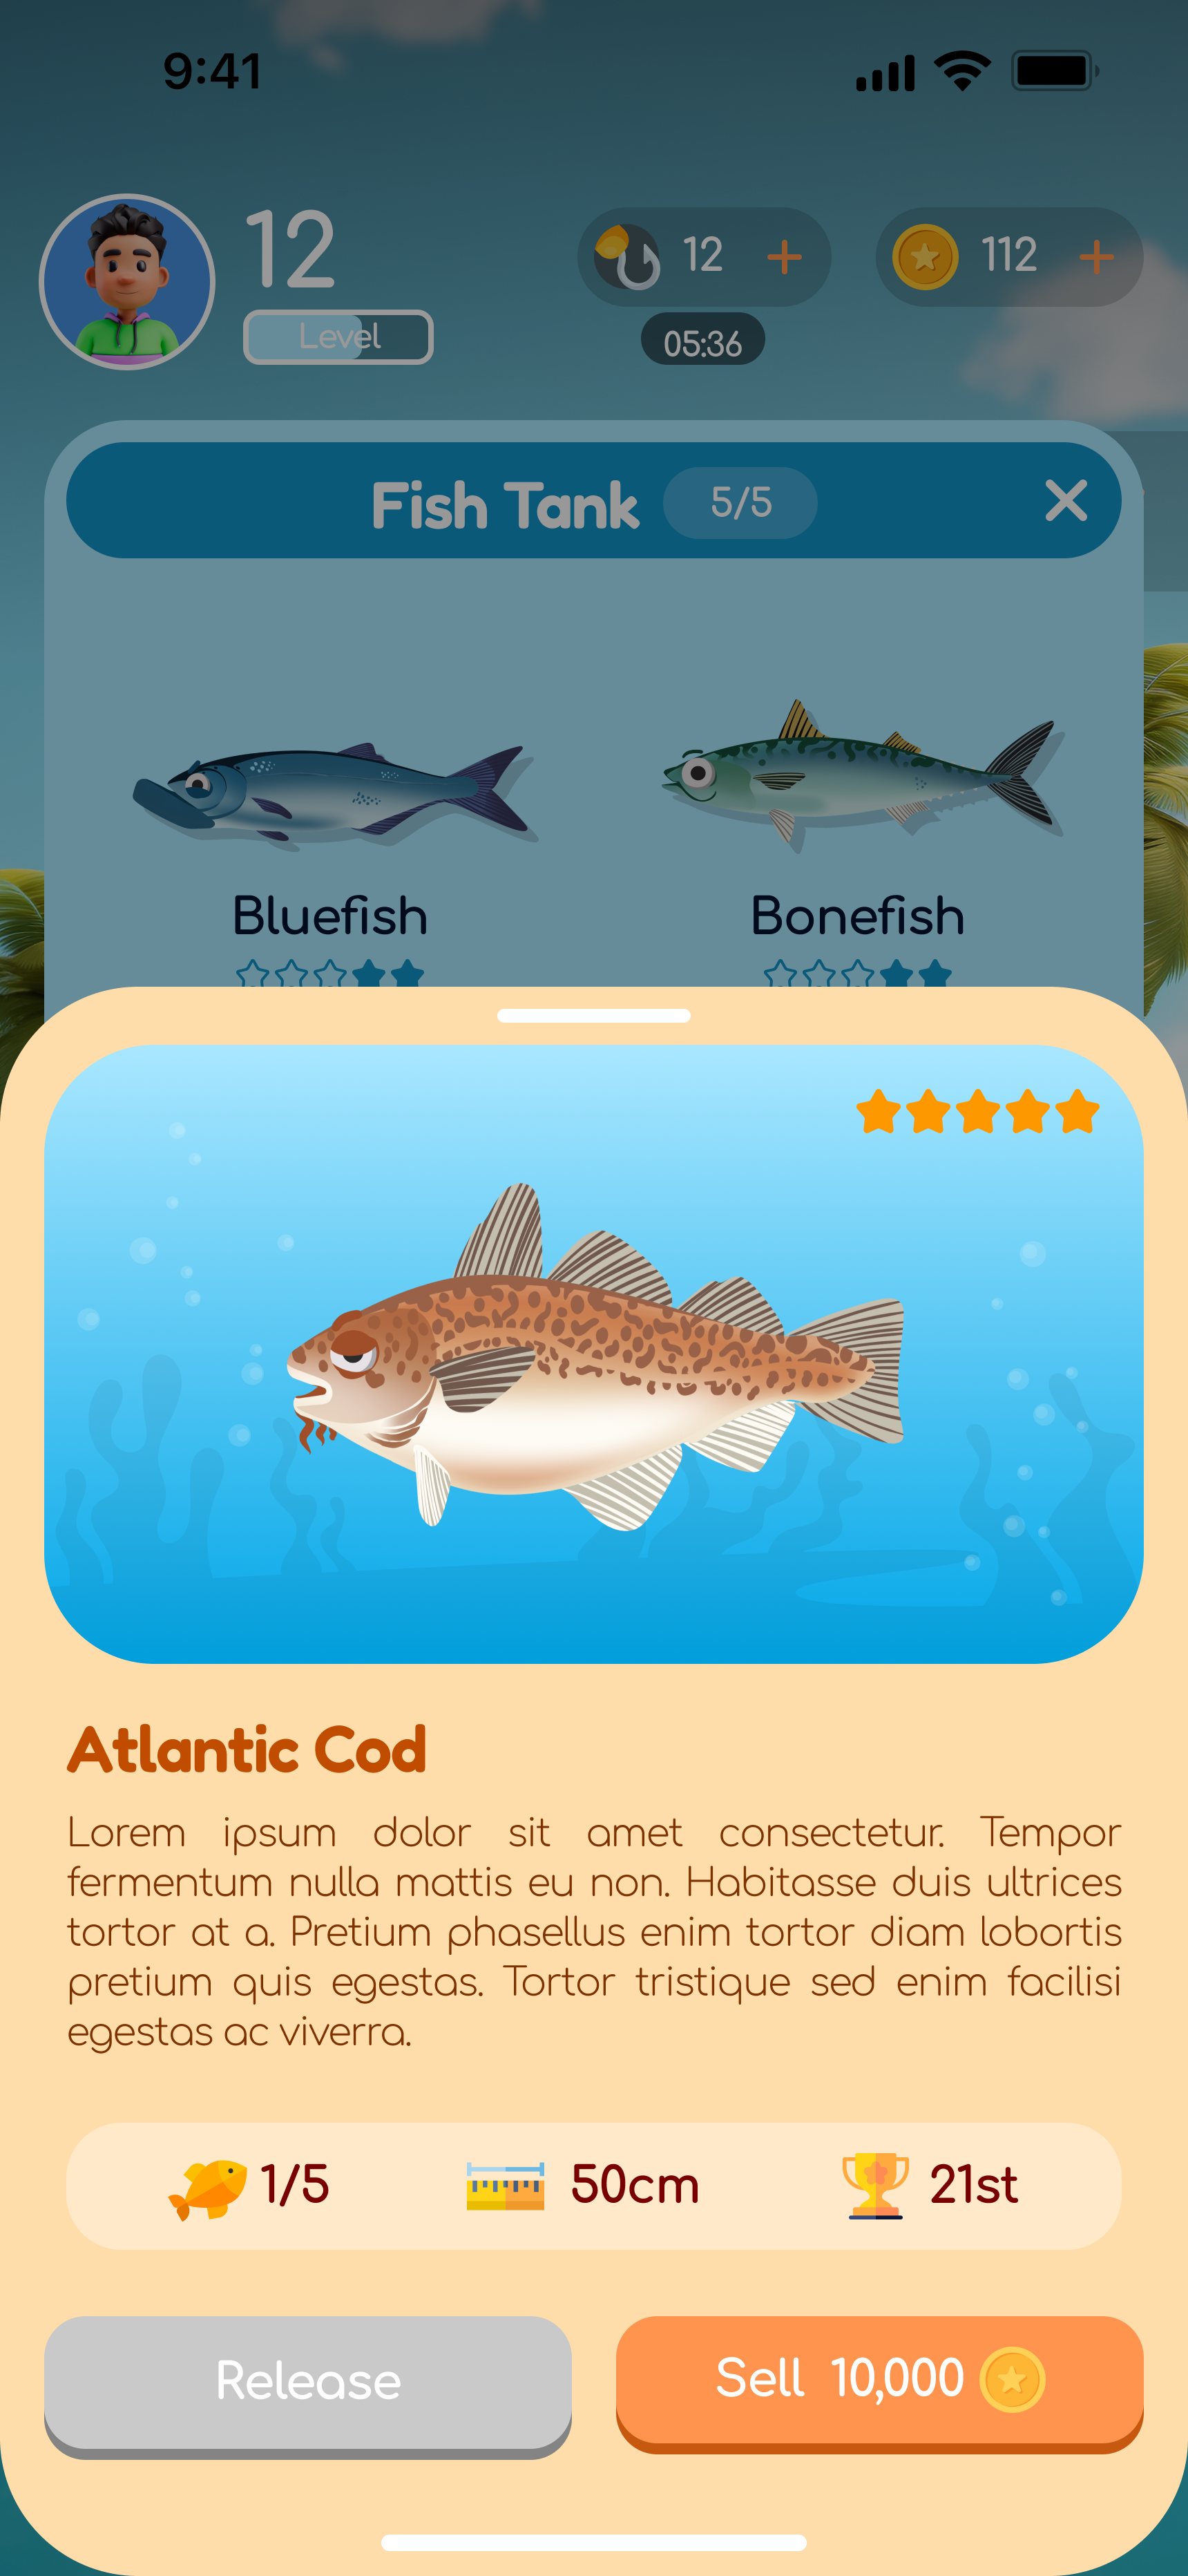 9:41
12
Level
12
05:36
112
Fish Tank 5/5
Bluefish
Bonefish
Atlantic Cod
Lorem ipsum dolor sit amet consectetur. Tempor
fermentum nulla mattis eu non. Habitasse duis ultrices
tortor at a. Pretium phasellus enim tortor diam lobortis
pretium quis egestas. Tortor tristique sed enim facilisi
egestas ac viverra.
1/5
50cm
21st
Release
Sell 10,000